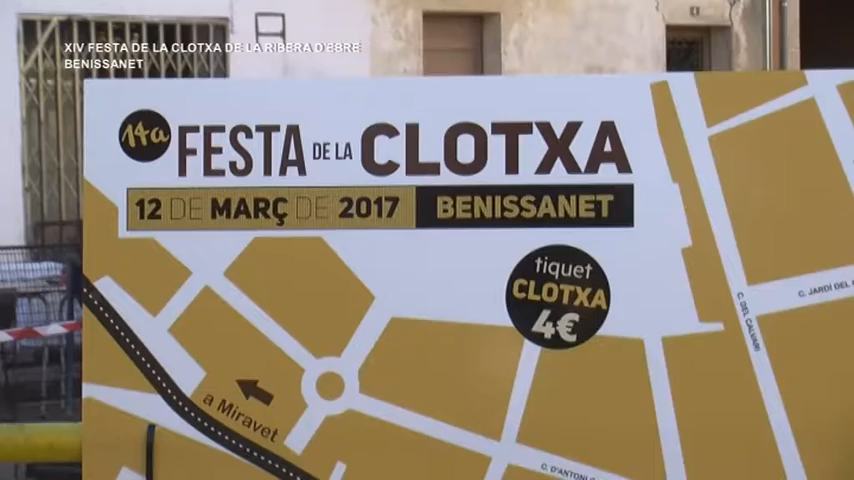 XIV FESTA DE LA CLOTXA DE LA RIBERA D'EBRE
BENISSANET
14a FESTA DE LA CLOTXA
12 DE MARÇ DE 2017 BENISSANET
tiquet
CLOTXA
4€
C. JARDÍ DEL
C. DEL CALVARI
a Miravet
C. D'ANTONI